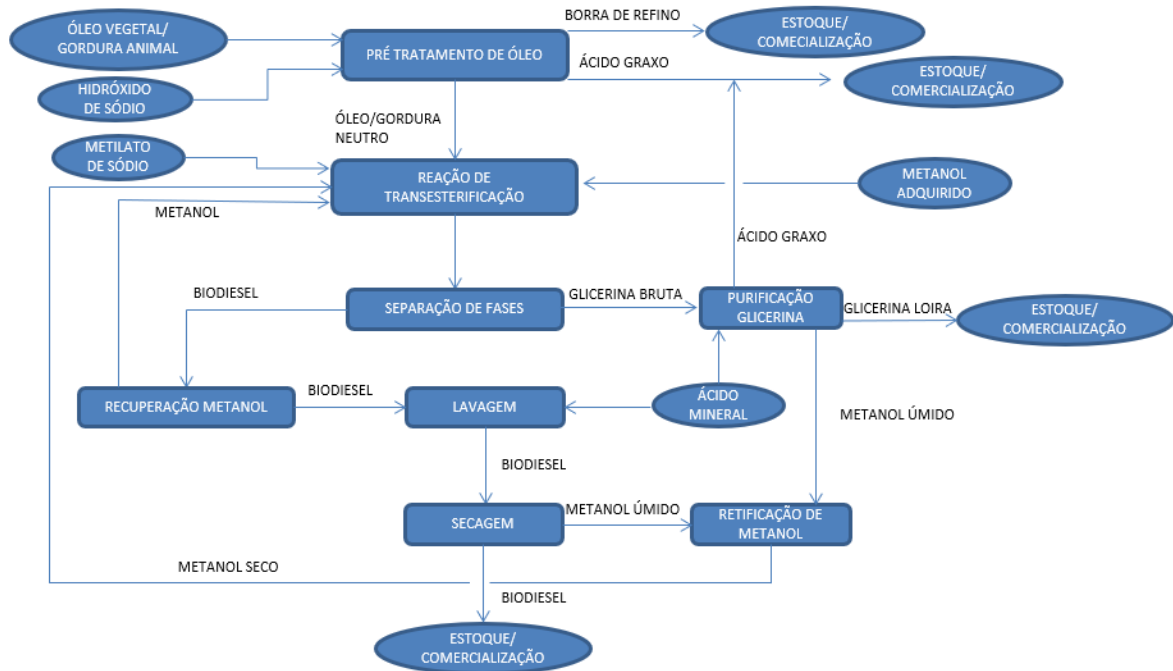 ÓLEO VEGETAL/
GORDURA ANIMAL
BORRA DE REFINO
ESTOQUE/
COMECIALIZAÇÃO
PRÉ TRATAMENTO DE ÓLEO
ÁCIDO GRAXO
ESTOQUE/
COMERCIALIZAÇÃO
HIDRÓXIDO
DE SÓDIO
ÓLEO/GORDURA
NEUTRO
METILATO
DE SÓDIO
REAÇÃO DE
TRANSESTERIFICAÇÃO
METANOL
ADQUIRIDO
METANOL
ÁCIDO GRAXO
BIODIESEL
SEPARAÇÃO DE FASES
GLICERINA BRUTA
PURIFICAÇÃO
GLICERINA
GLICERINA LOIRA
ESTOQUE/
COMERCIALIZAÇÃO
RECUPERAÇÃO METANOL
BIODIESEL
LAVAGEM
ÁCIDO
MINERAL
METANOL ÚMIDO
BIODIESEL
SECAGEM
METANOL ÚMIDO
RETIFICAÇÃO DE
METANOL
METANOL SECO
BIODIESEL
ESTOQUE/
COMERCIALIZAÇÃO